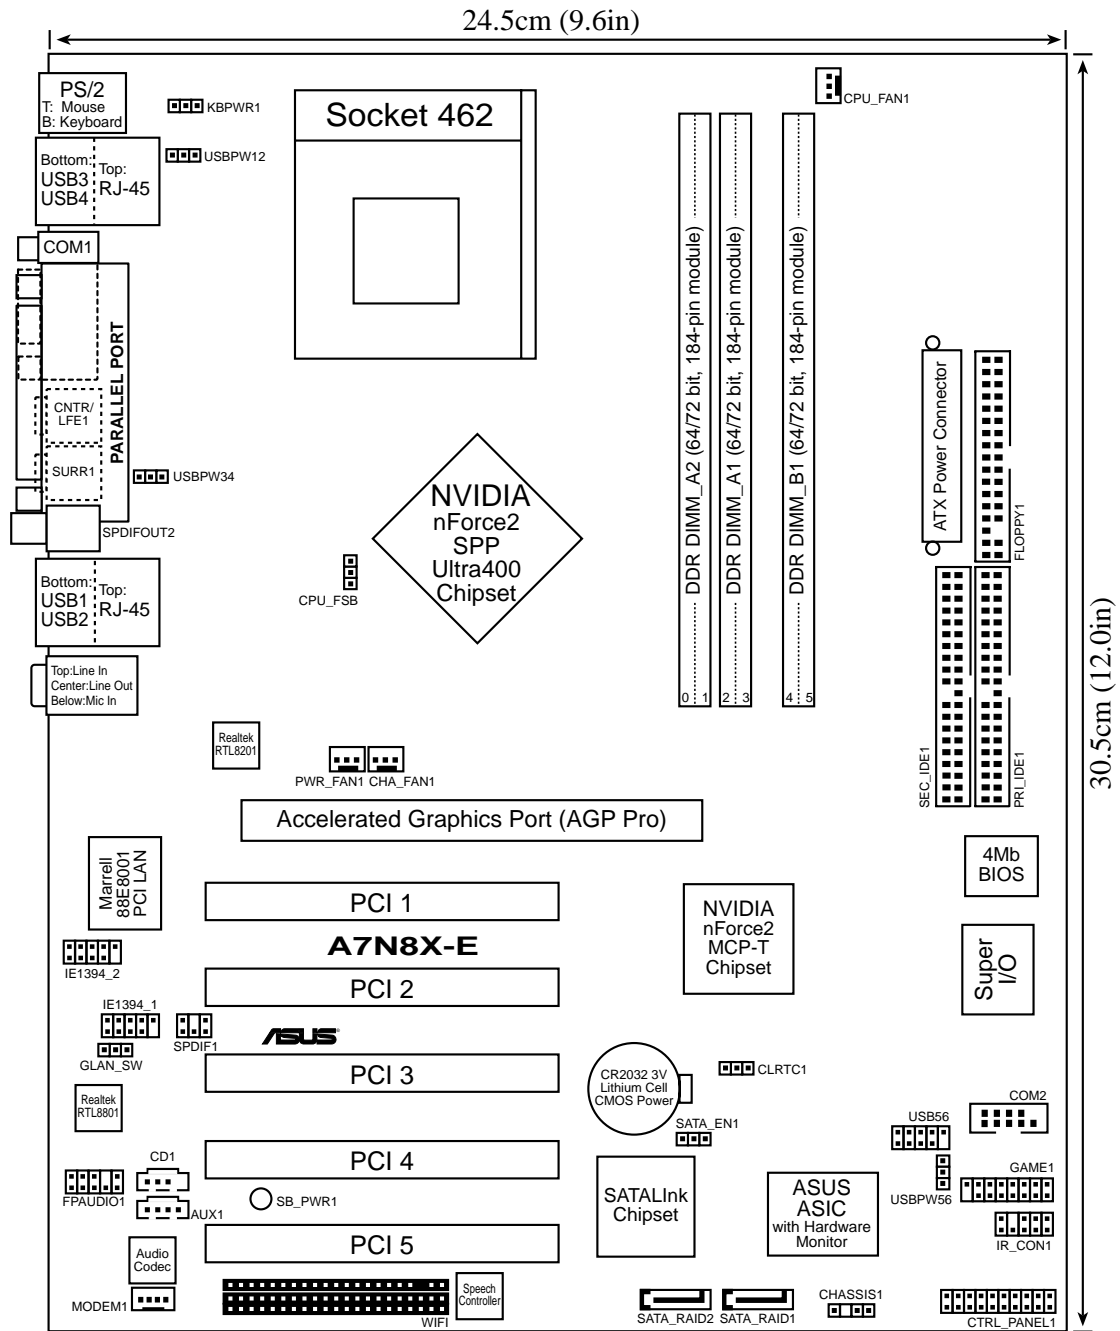 24.5cm (9.6in)
PS/2
T: Mouse
B: Keyboard
KBPWR1
Socket 462
CPU_FAN1
Bottom:
USB3
USB4
Top:
RJ-45
USBPW12
COM1
PARALLEL PORT
CNTR/
LFE1
SURR1
USBPW34
SPDIFOUT2
DDR DIMM_A2 (64/72 bit, 184-pin module)
DDR DIMM_A1 (64/72 bit, 184-pin module)
DDR DIMM_B1 (64/72 bit, 184-pin module)
0 1
2 3
4 5
ATX Power Connector
FLOPPY1
NVIDIA
nForce2
SPP
Ultra400
Chipset
CPU_FSB
Bottom:
USB1
USB2
Top:
RJ-45
Top:Line In
Center:Line Out
Below:Mic In
SEC_IDE1
PRI_IDE1
30.5cm (12.0in)
Realtek
RTL8201
PWR_FAN1
CHA_FAN1
Accelerated Graphics Port (AGP Pro)
Marrell
88E8001
PCI LAN
4Mb
BIOS
PCI 1
NVIDIA
nForce2
MCP-T
Chipset
A7N8X-E
Super
I/O
IE1394_2
PCI 2
IE1394_1
SPDIF1
ASUS
GLAN_SW
PCI 3
CR2032 3V
Lithium Cell
CMOS Power
CLRTC1
Realtek
RTL8801
SATA_EN1
USB56
COM2
CD1
PCI 4
FPAUDIO1
AUX1
SB_PWR1
SATALInk
Chipset
ASUS
ASIC
with Hardware
Monitor
USBPW56
GAME1
IR_CON1
PCI 5
Audio
Codec
MODEM1
WIFI
Speech
Controller
SATA_RAID2
SATA_RAID1
CHASSIS1
CTRL_PANEL1